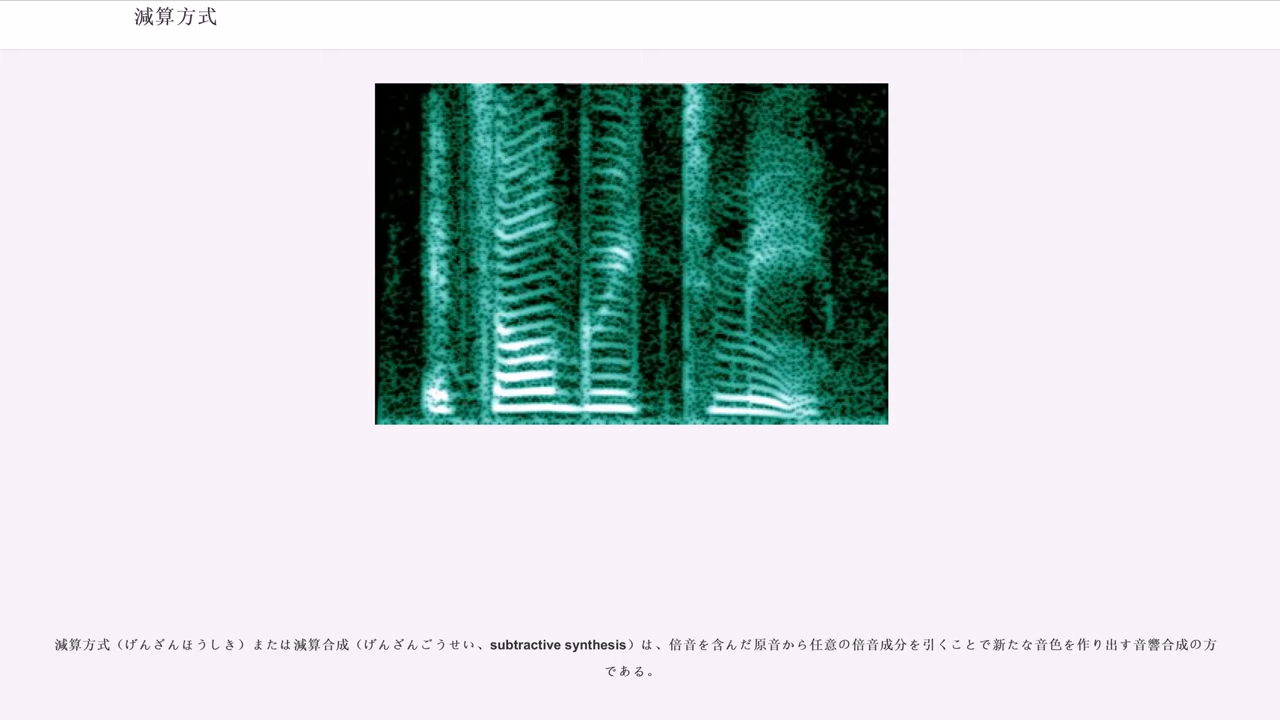 減算方式
減算方式（げんざんほうしき）または減算合成（げんざんごうせい、subtractive synthesis）は、倍音を含んだ原音から任意の倍音成分を引くことで新たな音色を作り出す音響合成の方
である。